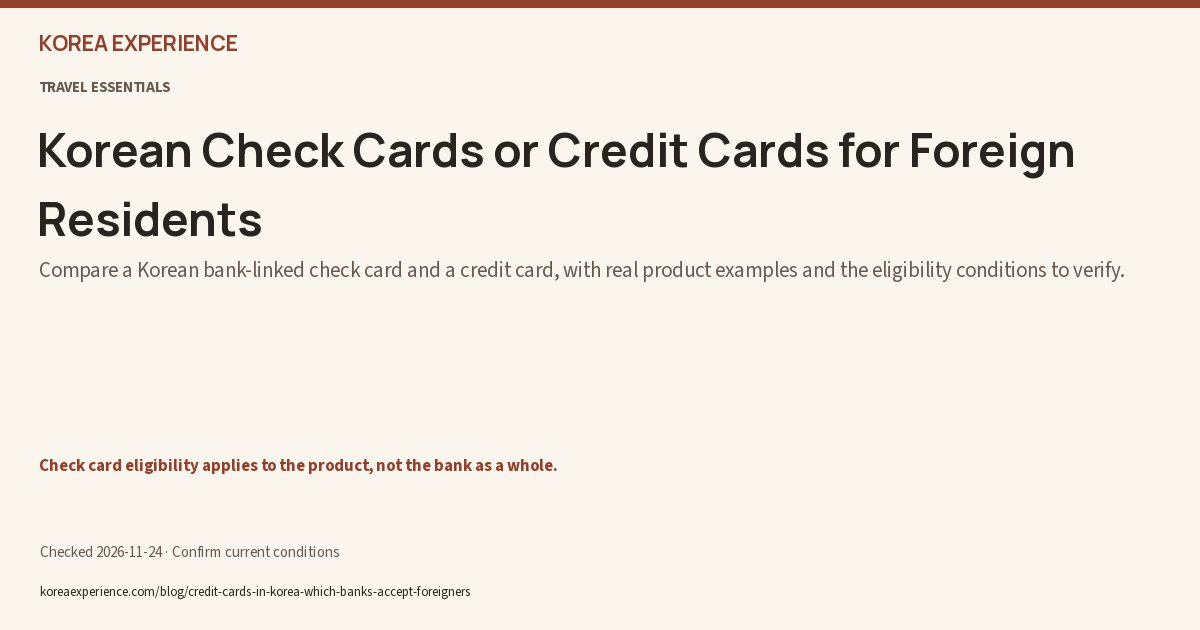 KOREA EXPERIENCE
TRAVEL ESSENTIALS
Korean Check Cards or Credit Cards for Foreign
Residents
Compare a Korean bank-linked check card and a credit card, with real product examples and the eligibility conditions to verify.
Check card eligibility applies to the product, not the bank as a whole.
Checked 2026-11-24 · Confirm current conditions
koreaexperience.com/blog/credit-cards-in-korea-which-banks-accept-foreigners